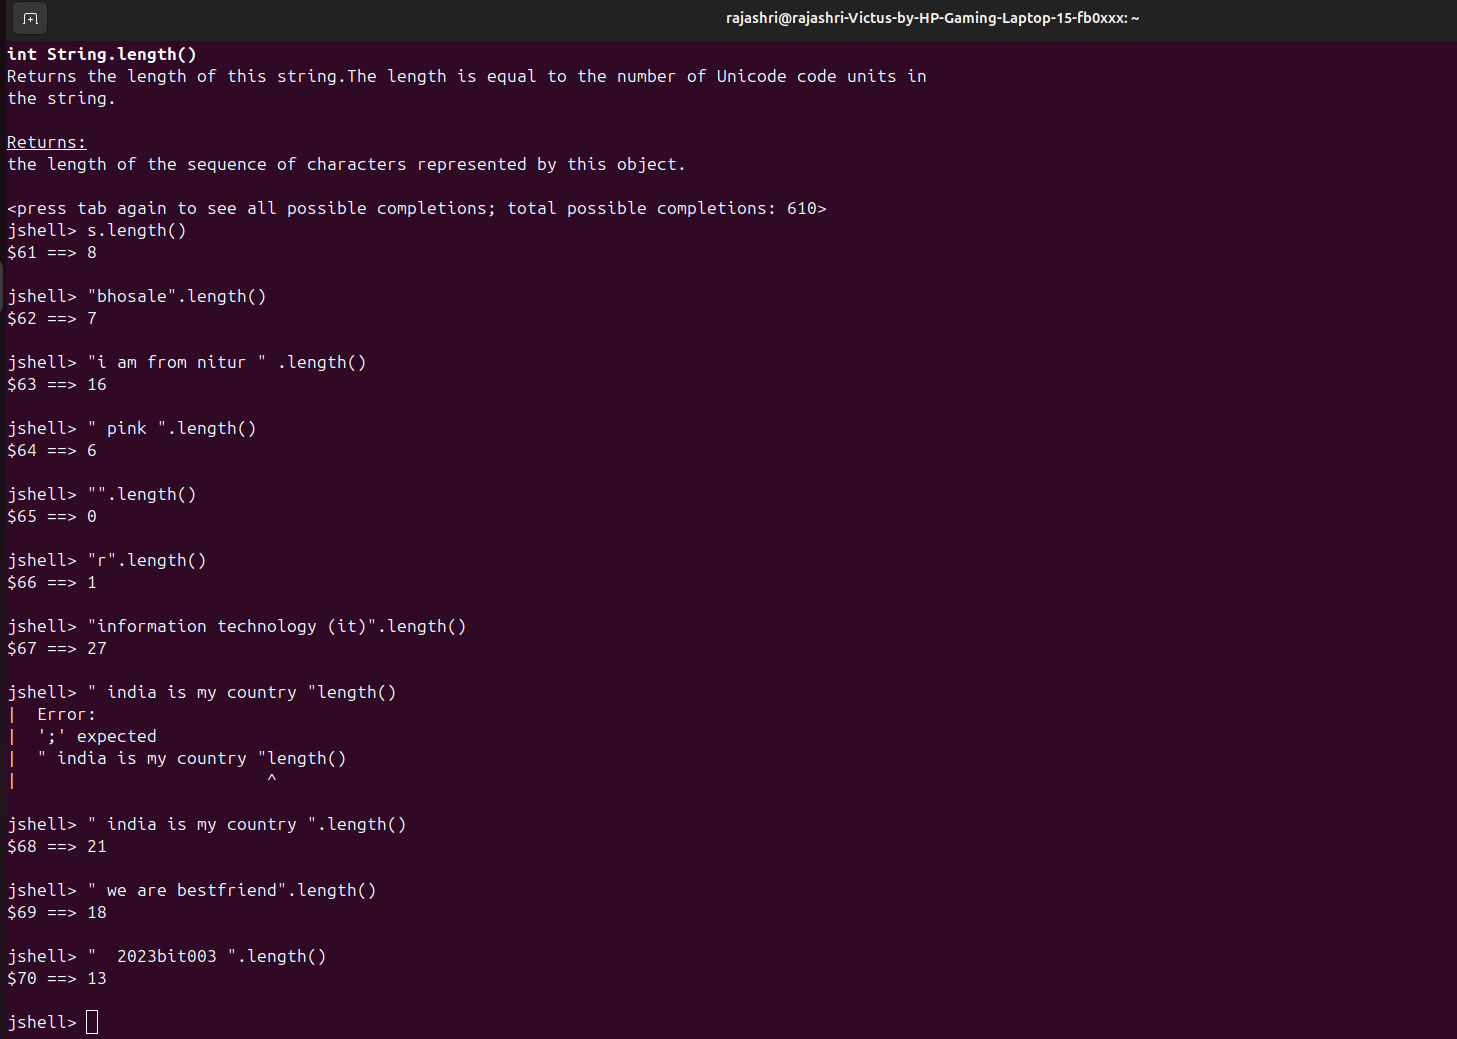 rajashri@rajashri-Victus-by-HP-Gaming-Laptop-15-fb0xxx: ~
int String.length()
Returns the length of this string.The length is equal to the number of Unicode code units in
the string.
Returns:
the length of the sequence of characters represented by this object.
<press tab again to see all possible completions; total possible completions: 610>
jshell> s.length()
$61 ==> 8
jshell> "bhosale".length()
$62 ==> 7
jshell> "i am from nitur " .length()
$63 ==> 16
jshell> " pink ".length()
$64 ==> 6
jshell> "".length()
$65 ==> 0
jshell> "r".length()
$66 ==> 1
jshell> "information technology (it)".length()
$67 ==> 27
jshell> " india is my country "length()
|  Error:
|  ';' expected
|  " india is my country "length()
|                         ^
jshell> " india is my country ".length()
$68 ==> 21
jshell> " we are bestfriend".length()
$69 ==> 18
jshell> "  2023bit003 ".length()
$70 ==> 13
jshell>